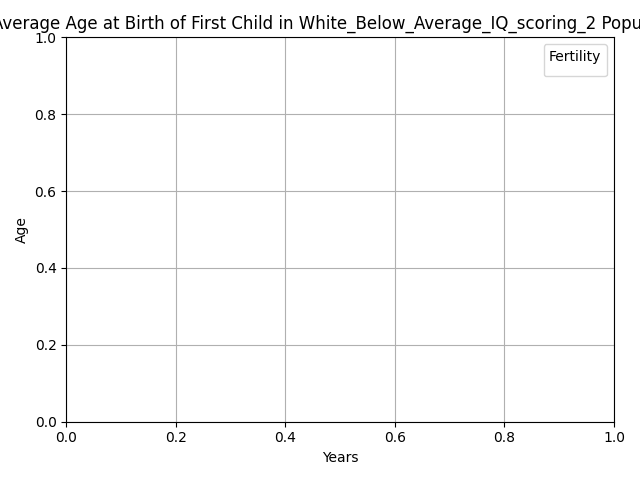 verage Age at Birth of First Child in White_Below_Average_IQ_scoring_2 Popu
Fertility
1.0
0.8
0.6
0.4
0.2
0.0
Age
0.0 0.2 0.4 0.6 0.8 1.0
Years